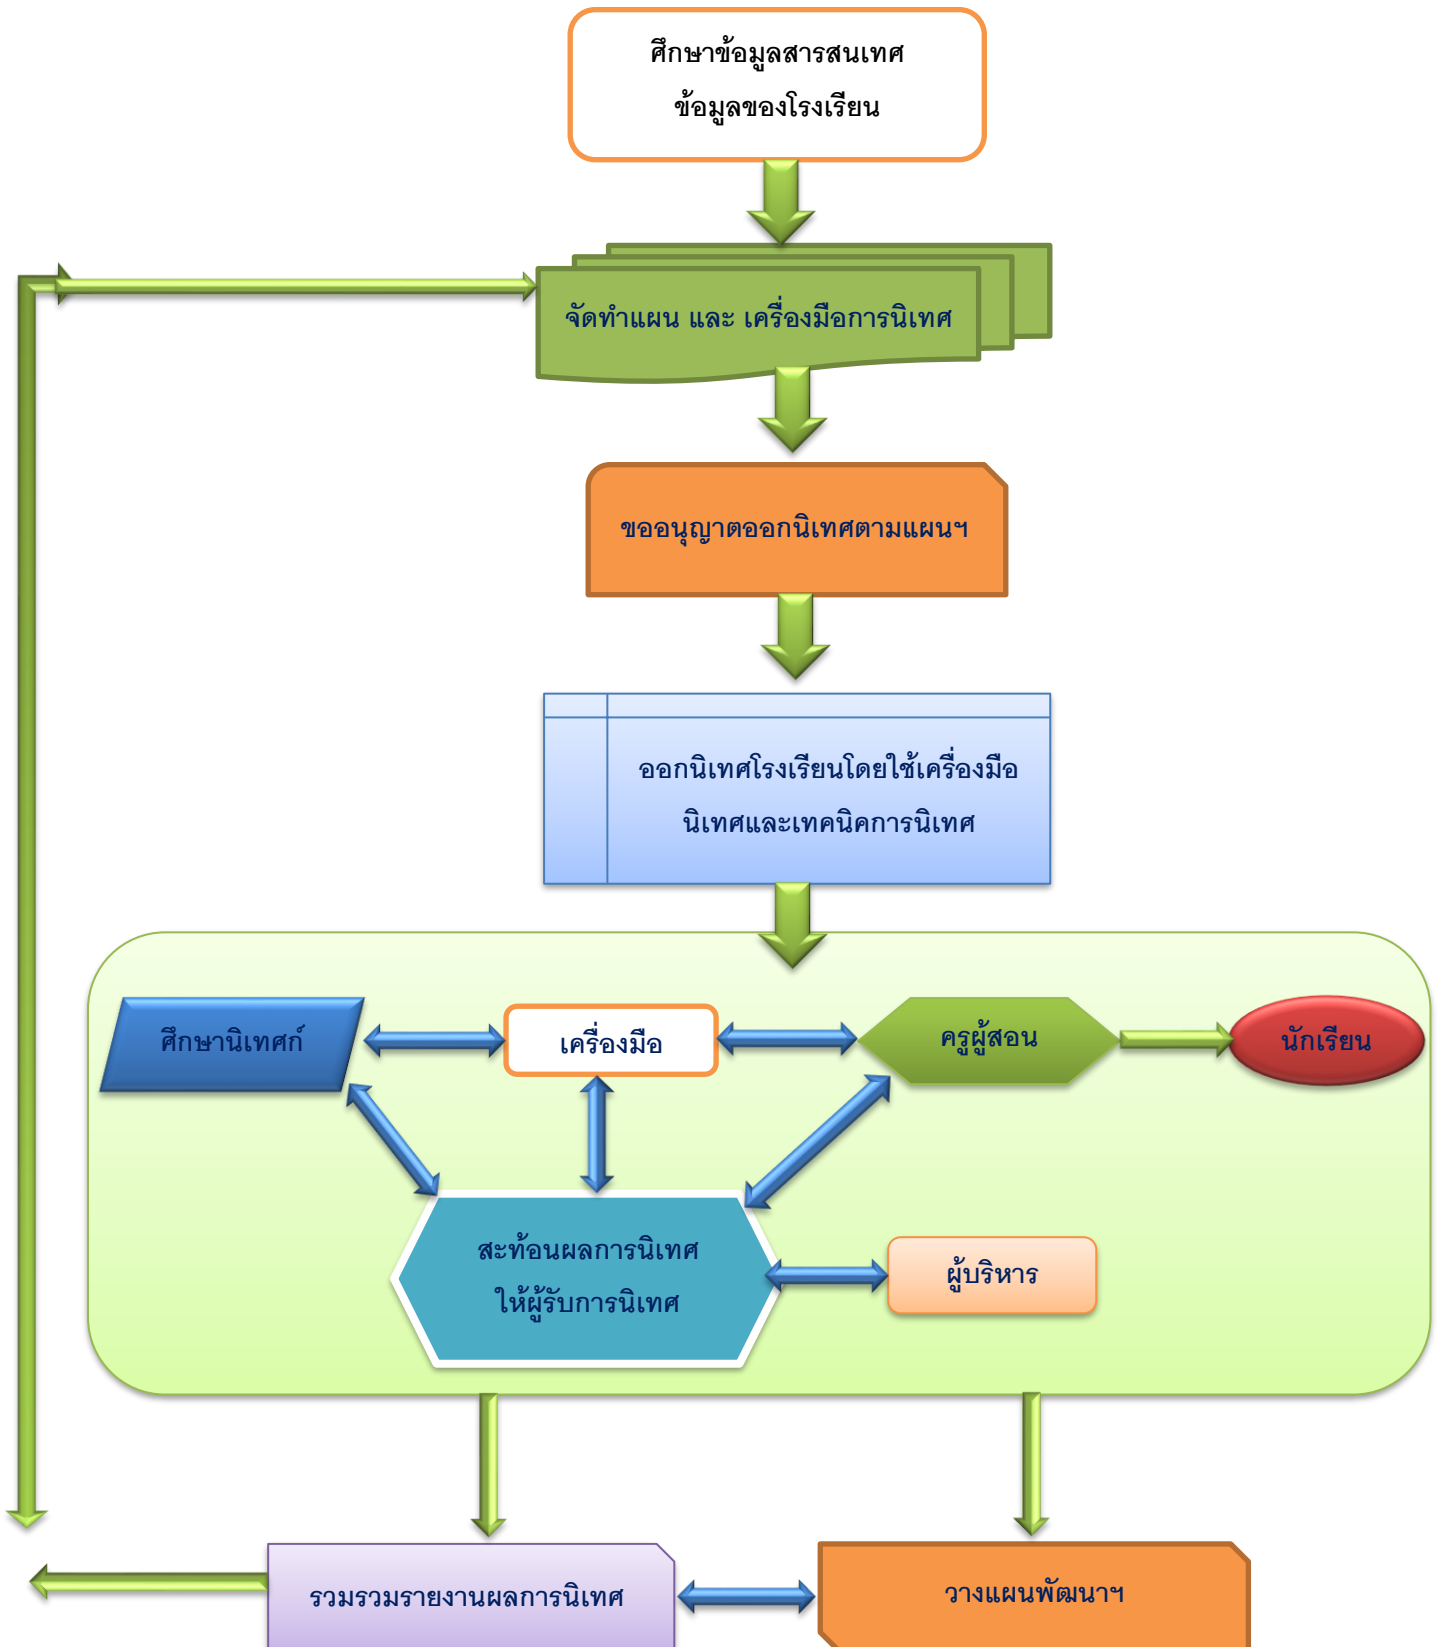 ศึกษาข้อมูลสารสนเทศ
ข้อมูลของโรงเรียน
จัดทำแผน และ เครื่องมือการนิเทศ
ขออนุญาตออกนิเทศตามแผนฯ
ออกนิเทศโรงเรียนโดยใช้เครื่องมือ
นิเทศและเทคนิคการนิเทศ
ศึกษานิเทศก์
เครื่องมือ
ครูผู้สอน
นักเรียน
สะท้อนผลการนิเทศ
ให้ผู้รับการนิเทศ
ผู้บริหาร
รวมรวมรายงานผลการนิเทศ
วางแผนพัฒนาฯ